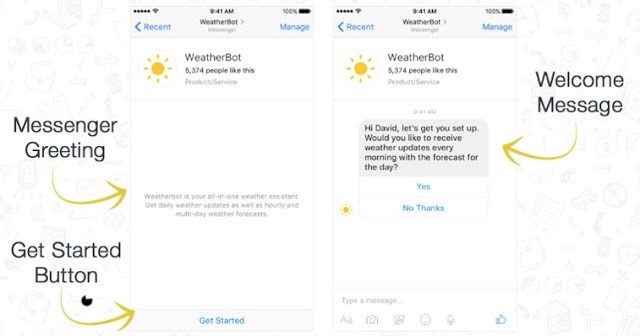 9:41 AM
100%
Recent
WeatherBot >
Messenger
Manage
WeatherBot
5,374 people like this
Product/Service
Weatherbot is your all-in-one weather assistant.
Get daily weather updates as well as hourly and
multi-day weather forecasts.
Get Started
Messenger
Greeting
Get Started
Button
9:41 AM
100%
Recent
WeatherBot >
Messenger
Manage
WeatherBot
5,374 people like this
Product/Service
9:41 AM
Hi David, let's get you set up.
Would you like to receive
weather updates every
morning with the forecast for
the day?
Yes
No Thanks
Type a message...
Aa
Welcome
Message